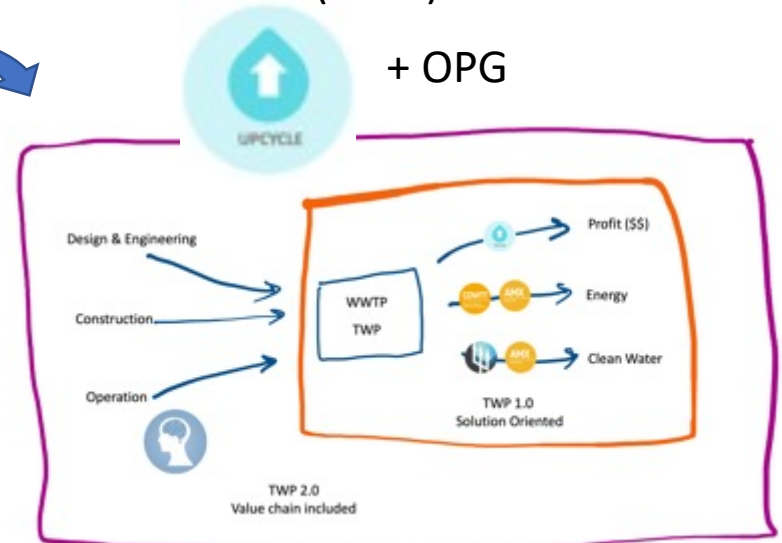 + OPG
UPCYCLE
Design & Engineering
Construction
Operation
WWTP
TWP
AMX
AMX
Profit ($$)
Energy
Clean Water
TWP 1.0
Solution Oriented
TWP 2.0
Value chain included